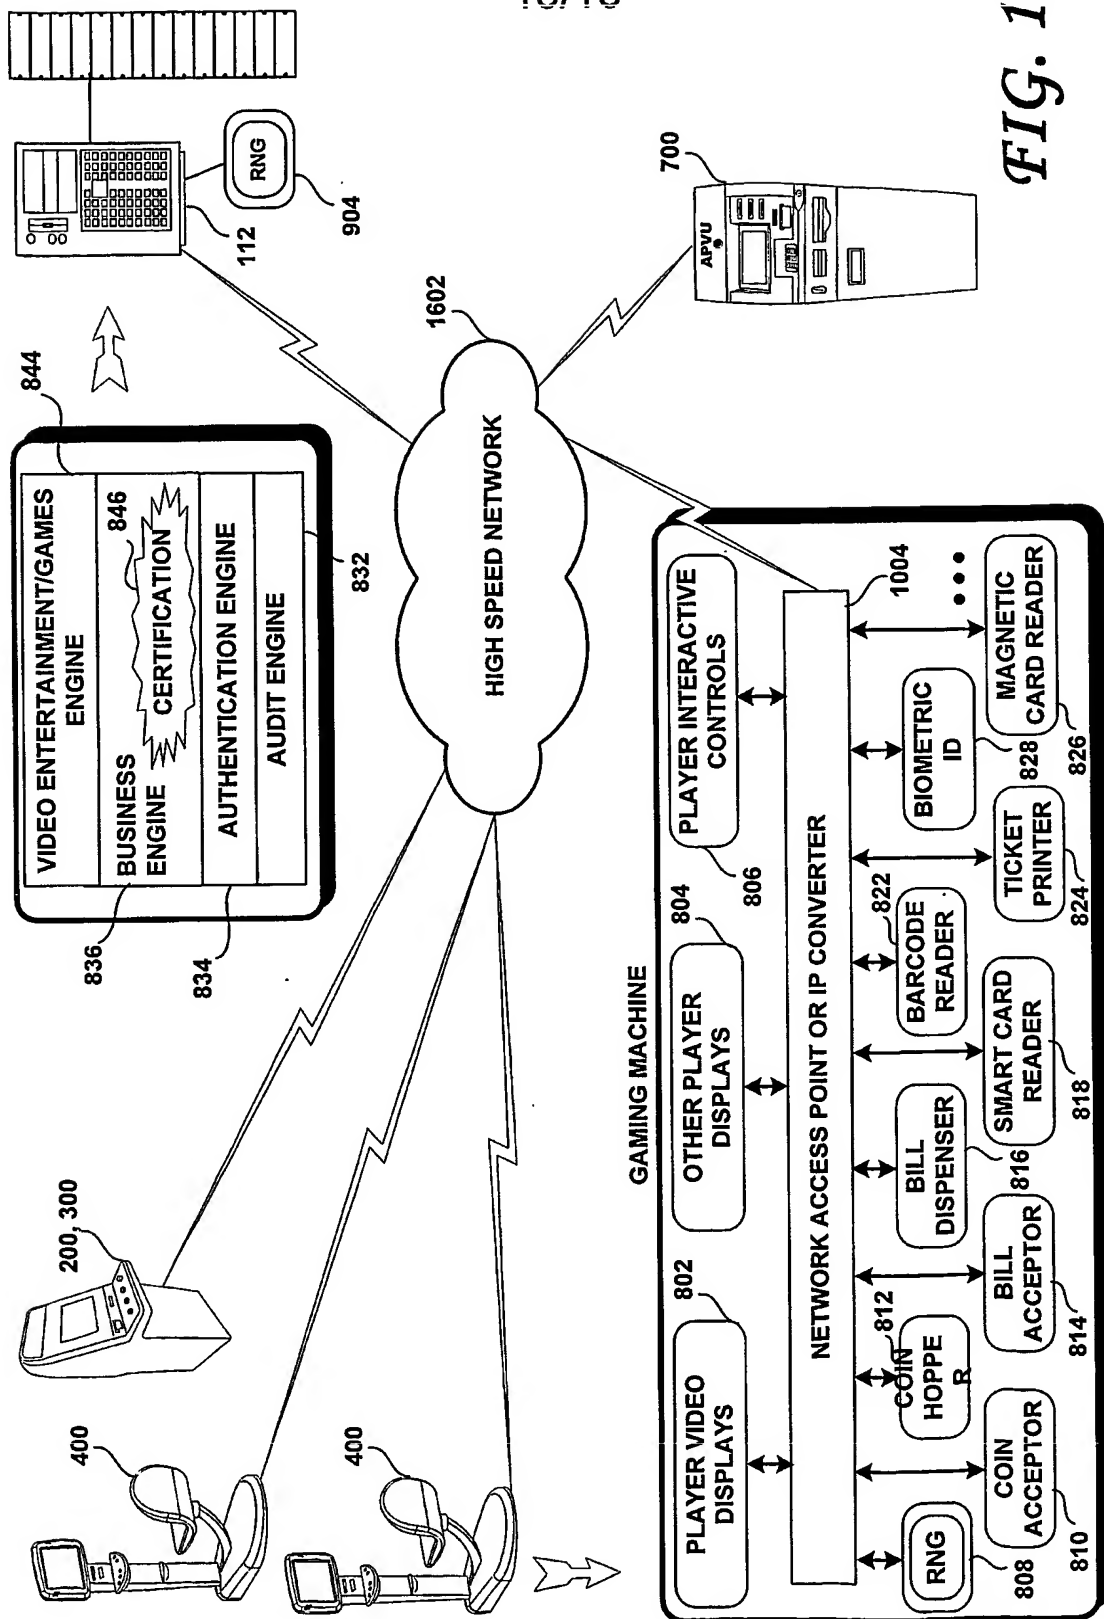 FIG. 1
844
VIDEO ENTERTAINMENT/GAMES
ENGINE
BUSINESS
ENGINE
846
CERTIFICATION
AUTHENTICATION ENGINE
AUDIT ENGINE
836
834
832
112
RNG
904
1602
HIGH SPEED NETWORK
700
APVU
200, 300
400
400
GAMING MACHINE
802
PLAYER VIDEO
DISPLAYS
804
OTHER PLAYER
DISPLAYS
806
PLAYER INTERACTIVE
CONTROLS
NETWORK ACCESS POINT OR IP CONVERTER
1004
RNG
808
COIN
ACCEPTOR
810
812
COIN
HOPPE
R
BILL
ACCEPTOR
814
BILL
DISPENSER
816
SMART CARD
READER
818
822
BARCODE
READER
TICKET
PRINTER
824
BIOMETRIC
ID
828
MAGNETIC
CARD READER
826